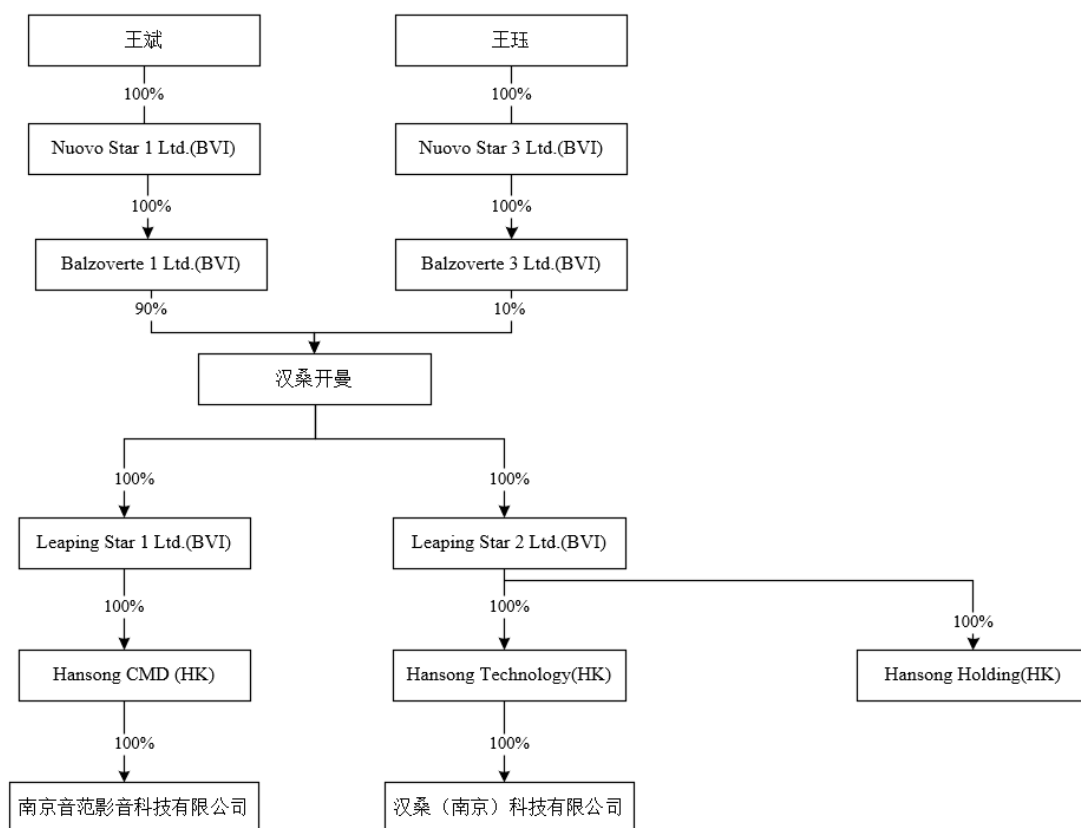 王斌
王珏
100%
100%
Nuovo Star 1 Ltd.(BVI)
Nuovo Star 3 Ltd.(BVI)
100%
100%
Balzoverte 1 Ltd.(BVI)
Balzoverte 3 Ltd.(BVI)
90%
10%
汉桑开曼
100%
100%
Leaping Star 1 Ltd.(BVI)
Leaping Star 2 Ltd.(BVI)
100%
100%
100%
Hansong CMD (HK)
Hansong Technology(HK)
Hansong Holding(HK)
100%
100%
南京音范影音科技有限公司
汉桑（南京）科技有限公司